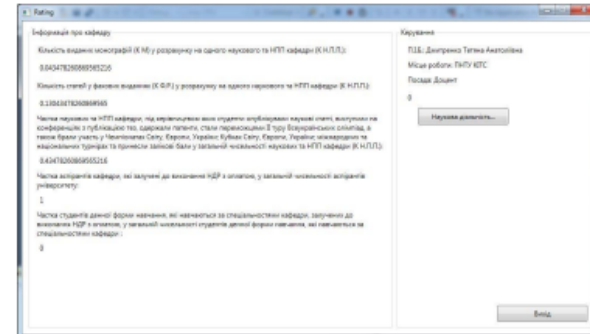 Rating
Інформація про кафедру
Кількість виданих монографій (К М) у розрахунку на одного наукового та НПП кафедри (К Н.П.П.):
0.043478260869565216
Кількість статей у фахових виданнях (К Ф.Р.) у розрахунку на одного наукового та НПП кафедри (К Н.П.П.):
0.130434782608695
Частка наукових та НПП кафедри, під керівництвом яких студенти опублікували наукові статті, виступили на
конференціях з публікацією тез, одержали патенти, стали переможцями ІІ туру Всеукраїнських олімпіад, а
також брали участь у Чемпіонатах Світу, Європи, України; Кубках Світу, Європи, України; міжнародних та
національних турнірах та принесли залікові бали у загальній чисельності наукових та НПП кафедри (К Н.П.П.):
0.43478260869565216
Частка аспірантів кафедри, які залучені до виконання НДР з оплатою, у загальній чисельності аспірантів
університету:
1
Частка студентів денної форми навчання, які навчаються за спеціальностями кафедри, залучених до
виконання НДР з оплатою, у загальній чисельності студентів денної форми навчання, які навчаються за
спеціальностями кафедри :
0
Керування
П.І.Б.: Дмитренко Тетяна Анатоліївна
Місце роботи: ПНТУ КІТС
Посада: Доцент
0
Наукова діяльність...
Вихід